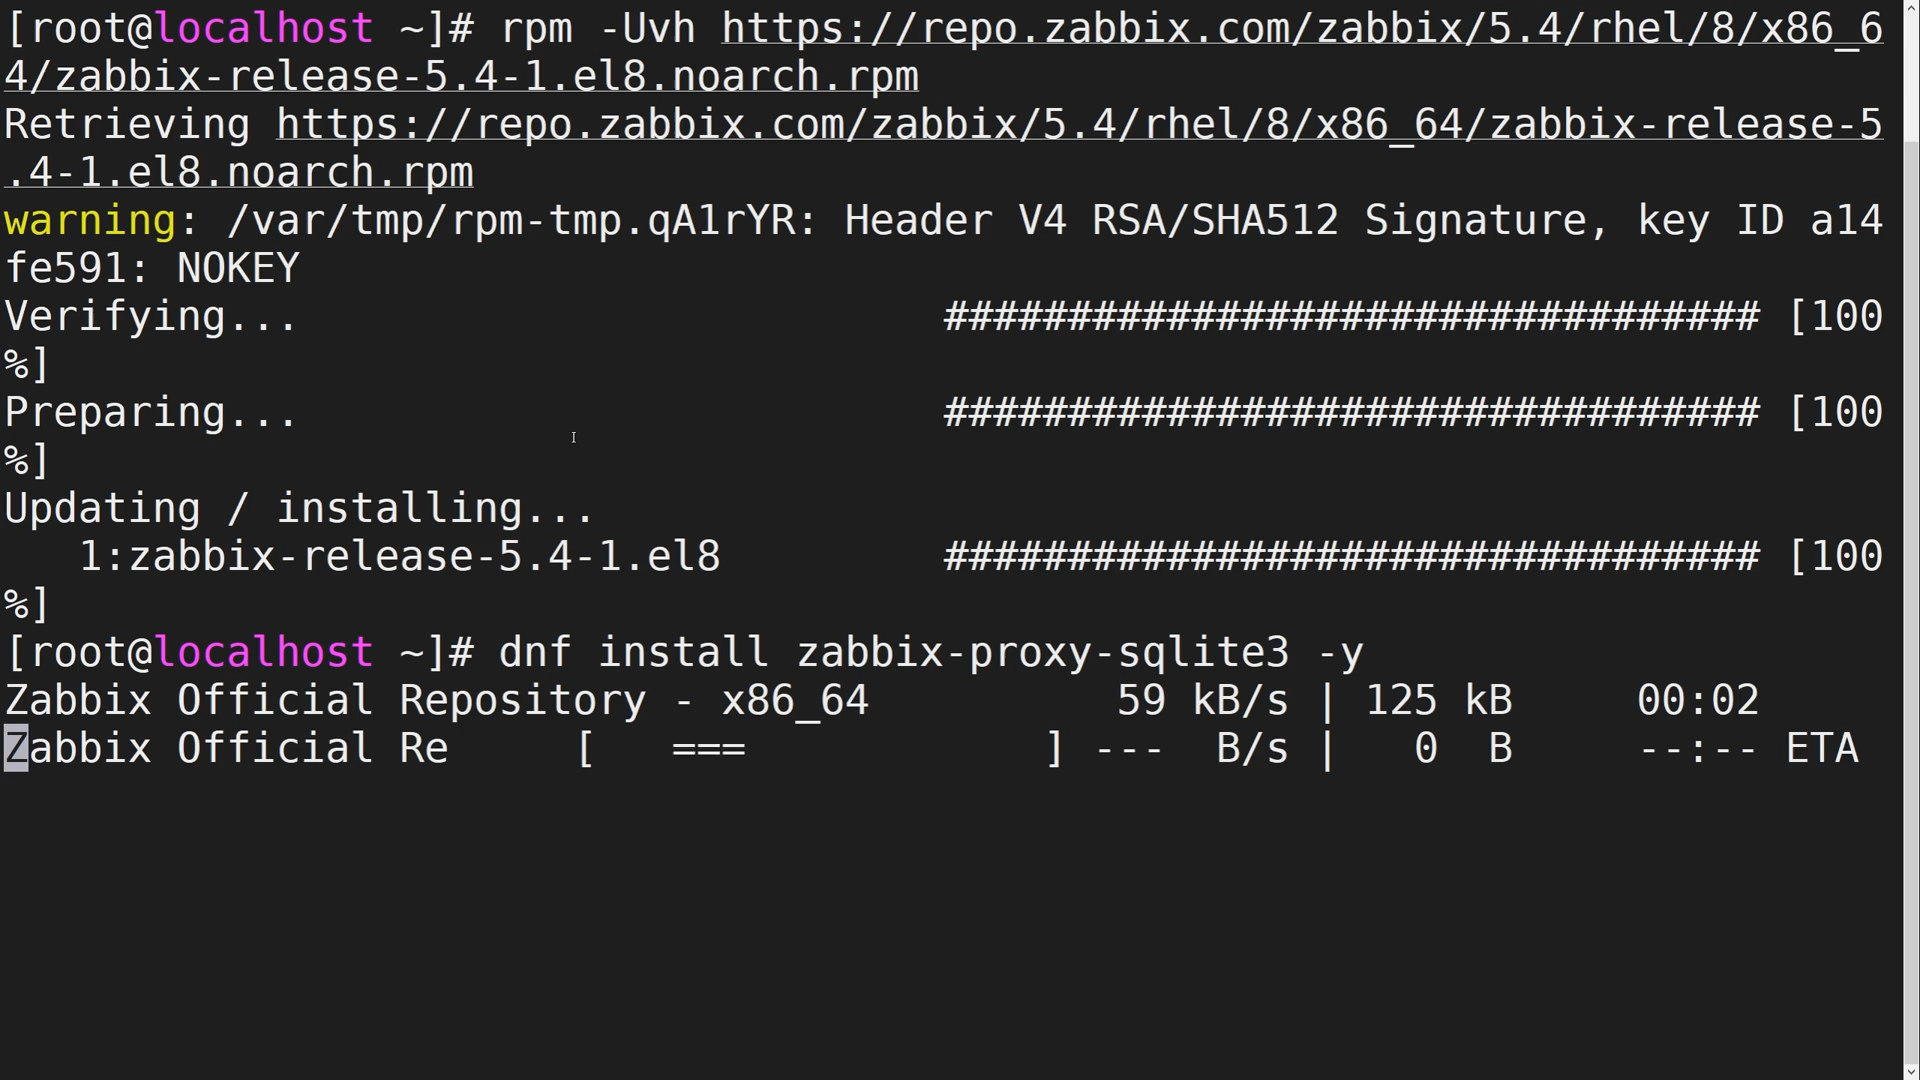 [root@localhost ~]# rpm -Uvh https://repo.zabbix.com/zabbix/5.4/rhel/8/x86_6
4/zabbix-release-5.4-1.el8.noarch.rpm
Retrieving https://repo.zabbix.com/zabbix/5.4/rhel/8/x86_64/zabbix-release-5
.4-1.el8.noarch.rpm
warning: /var/tmp/rpm-tmp.qA1rYR: Header V4 RSA/SHA512 Signature, key ID a14
fe591: NOKEY
Verifying...                          ################################# [100
%]
Preparing...                          ################################# [100
%]
Updating / installing...
   1:zabbix-release-5.4-1.el8         ################################# [100
%]
[root@localhost ~]# dnf install zabbix-proxy-sqlite3 -y
Zabbix Official Repository - x86_64          59 kB/s | 125 kB     00:02
Zabbix Official Re     [   ===            ] ---  B/s |   0  B     --:-- ETA